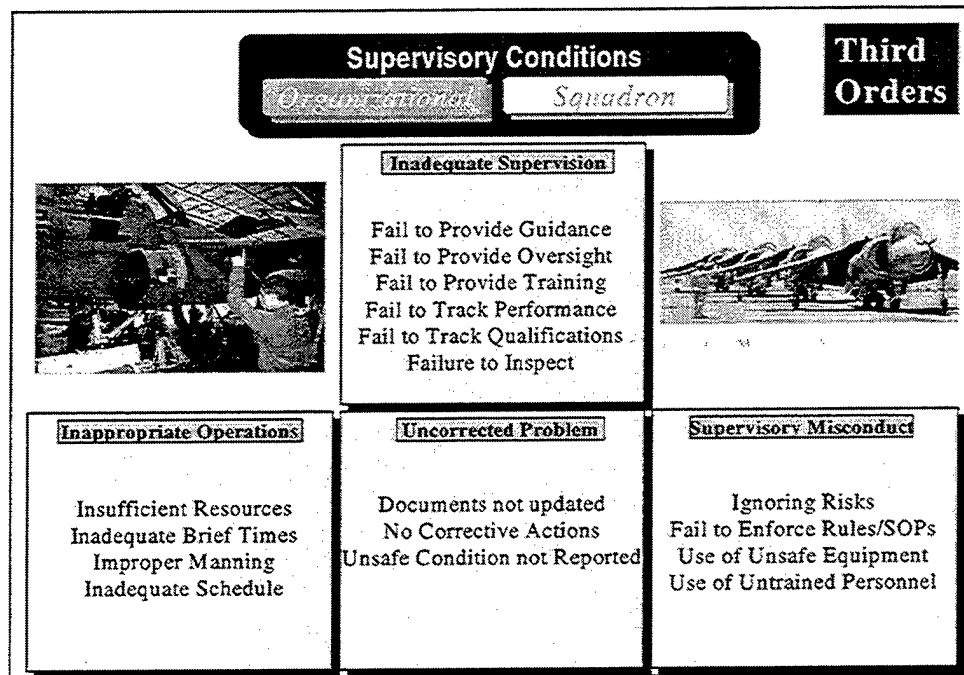 Supervisory Conditions
Organizational
Squadron
Third
Orders
Inadequate Supervision
Fail to Provide Guidance
Fail to Provide Oversight
Fail to Provide Training
Fail to Track Performance
Fail to Track Qualifications
Failure to Inspect
Inappropriate Operations
Insufficient Resources
Inadequate Brief Times
Improper Manning
Inadequate Schedule
Uncorrected Problem
Documents not updated
No Corrective Actions
Unsafe Condition not Reported
Supervisory Misconduct
Ignoring Risks
Fail to Enforce Rules/SOPs
Use of Unsafe Equipment
Use of Untrained Personnel